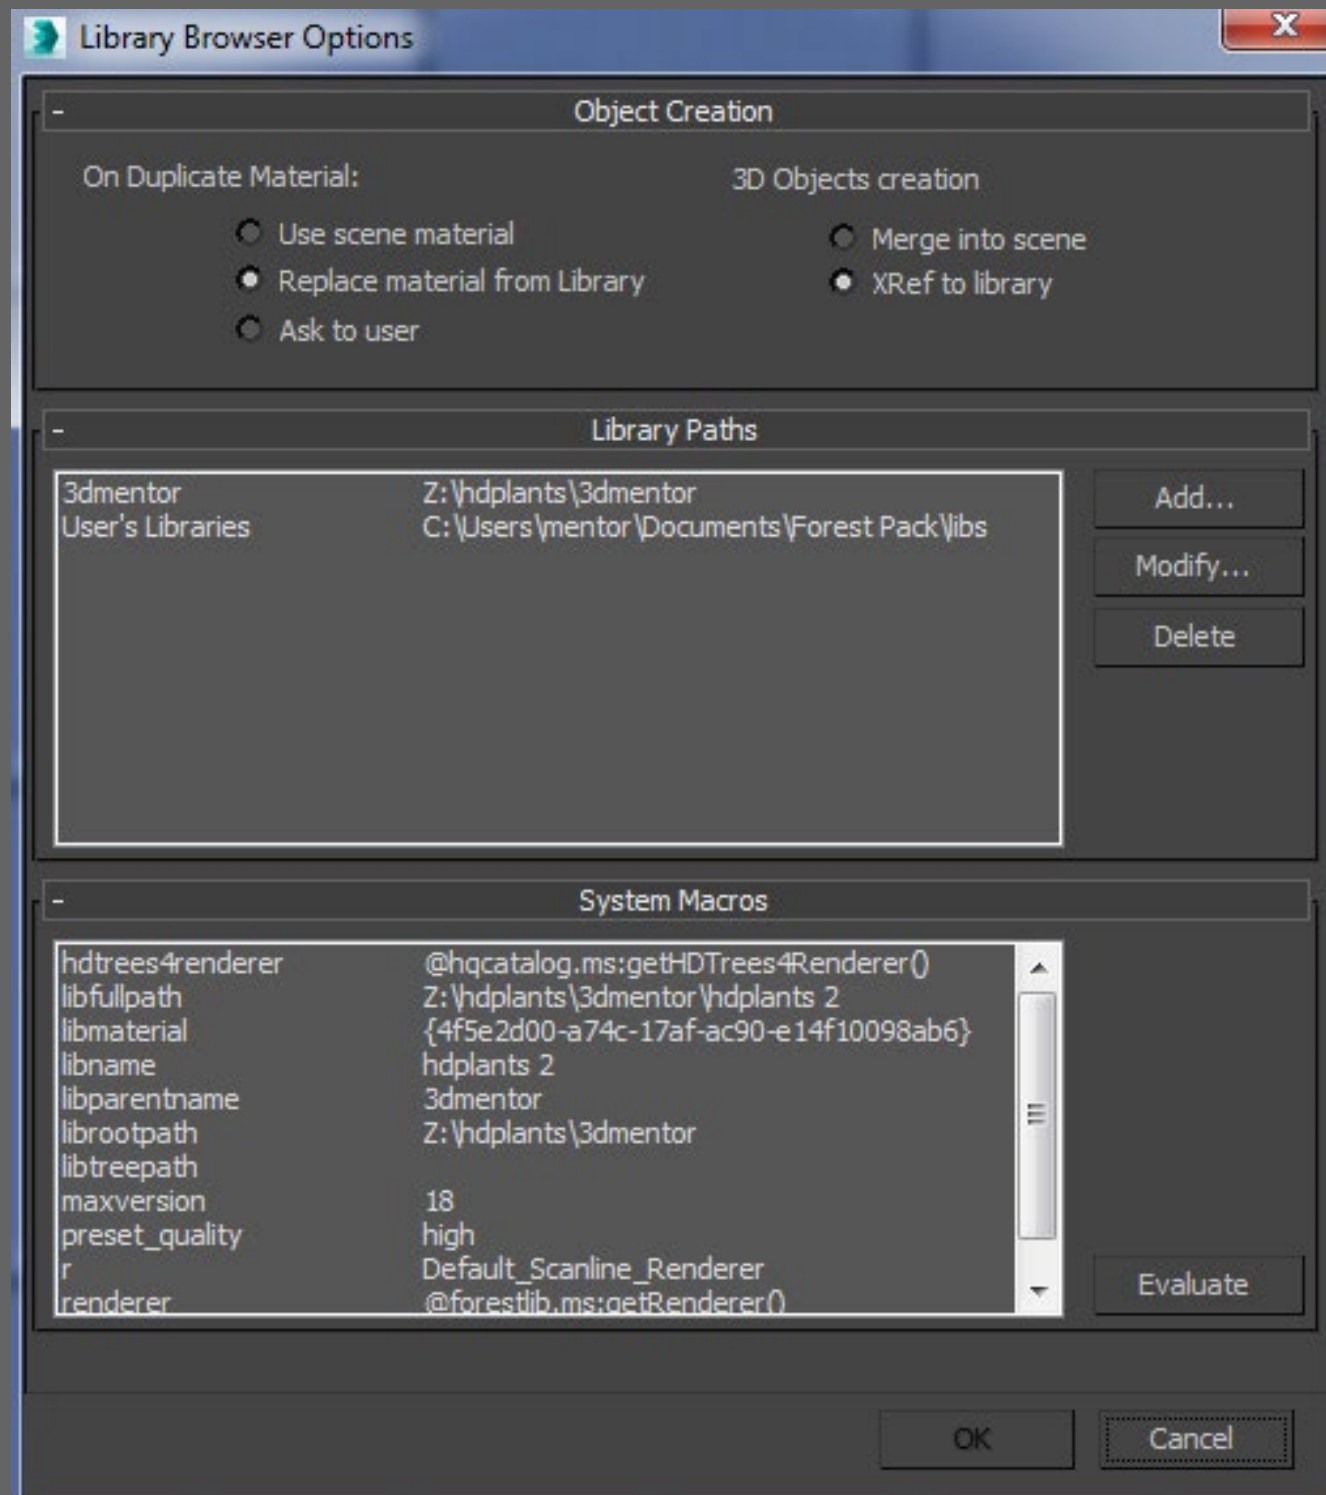 Library Browser Options
X
- Object Creation
On Duplicate Material:
Use scene material
Replace material from Library
Ask to user
3D Objects creation
Merge into scene
XRef to library
- Library Paths
3dmentor Z:\hdplants\3dmentor
User's Libraries C:\Users\mentor\Documents\Forest Pack\libs
Add...
Modify...
Delete
- System Macros
hdtrees4renderer @hqcatalog.ms:getHDTrees4Renderer()
libfullpath Z:\hdplants\3dmentor\hdplants 2
libmaterial {4f5e2d00-a74c-17af-ac90-e14f10098ab6}
libname hdplants 2
libparentname 3dmentor
librootpath Z:\hdplants\3dmentor
libtreepath
maxversion 18
preset_quality high
r Default_Scanline_Renderer
renderer @forestlib.ms:getRenderer()
Evaluate
OK
Cancel